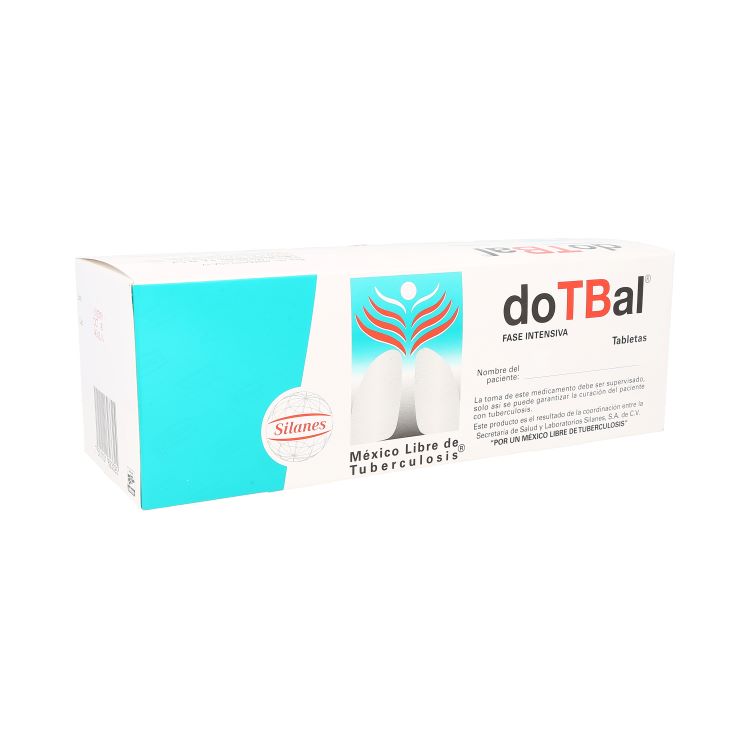 doTBal
doTBal®
FASE INTENSIVA
Tabletas
Nombre del
paciente:
La toma de este medicamento debe ser supervisado,
solo así se puede garantizar la curación del paciente
con tuberculosis.
Este producto es el resultado de la coordinacion entre la
Secretaria de Salud y Laboratorios Silanes, S.A. de C.V.
"POR UN MÉXICO LIBRE DE TUBERCULOSIS"
Silanes
México Libre de
Tuberculosis®